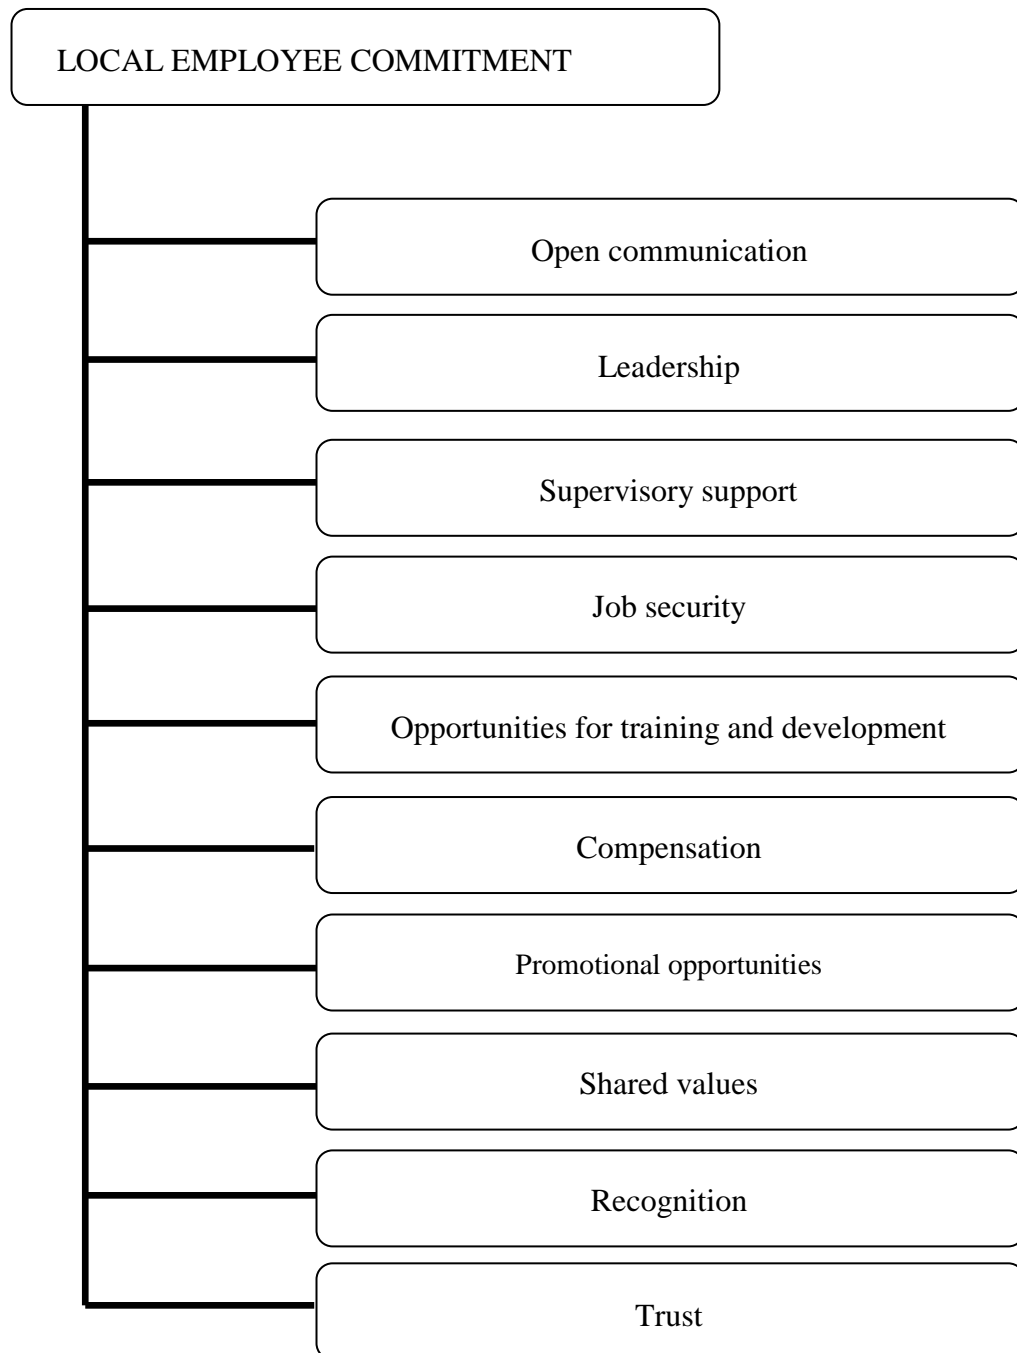 LOCAL EMPLOYEE COMMITMENT
Open communication
Leadership
Supervisory support
Job security
Opportunities for training and development
Compensation
Promotional opportunities
Shared values
Recognition
Trust